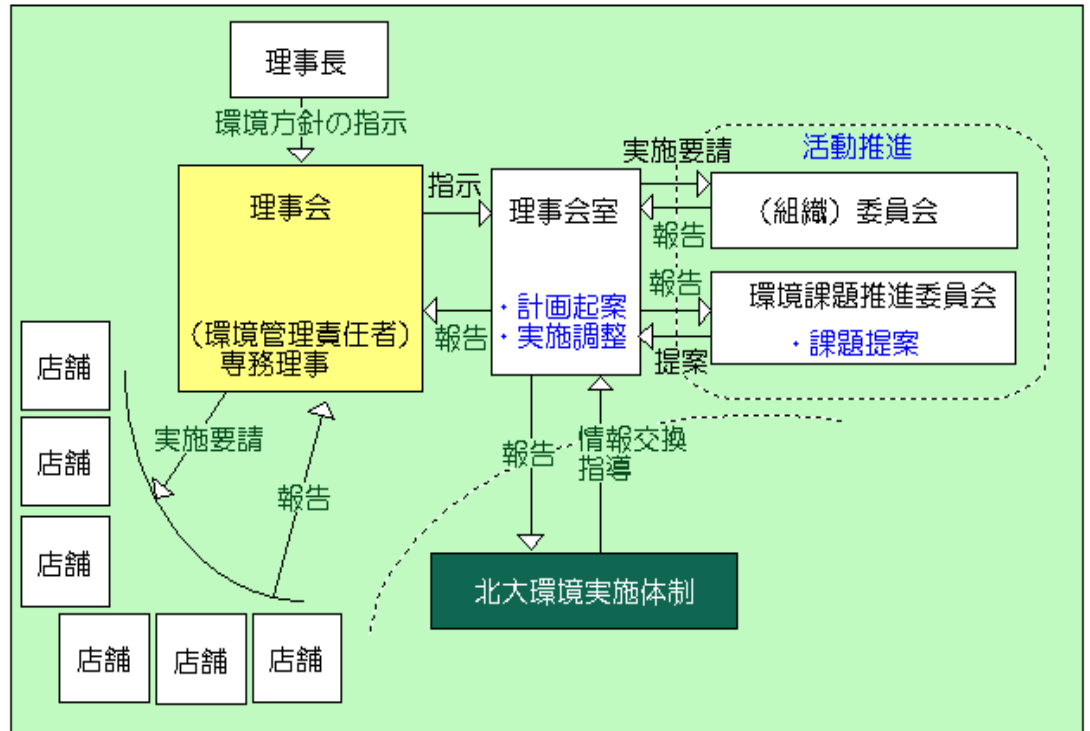 理事長
環境方針の指示
理事会
(環境管理責任者)
専務理事
指示
報告
理事会室
・計画起案
・実施調整
実施要請
報告
報告
提案
活動推進
(組織)委員会
環境課題推進委員会
・課題提案
実施要請
報告
店舗
店舗
店舗
店舗
店舗
店舗
報告
情報交換
指導
北大環境実施体制